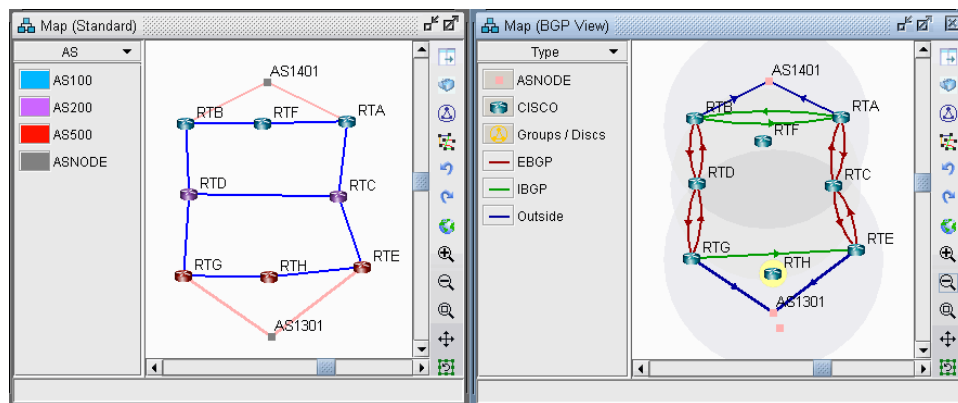 Map (Standard)
AS
AS100
AS200
AS500
ASNODE
AS1401
RTB
RTF
RTA
RTD
RTC
RTG
RTH
RTE
AS1301
Map (BGP View)
Type
ASNODE
CISCO
Groups / Discs
EBGP
IBGP
Outside
AS1401
RTB
RTF
RTA
RTD
RTC
RTG
RTH
RTE
AS1301